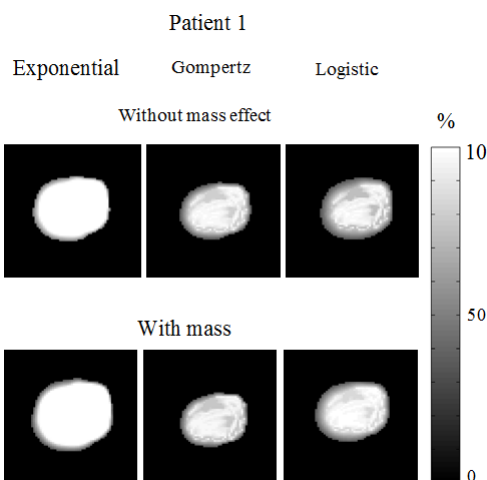 Patient 1
Exponential Gompertz Logistic
Without mass effect
%
10
50
0
With mass